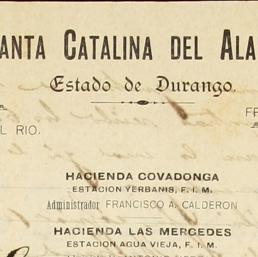 ANTA CATALINA DEL ALA
Estado de Durango.
FE
L RIO.
HACIENDA COVADONGA
ESTACION YERBANIS, F. I. M.
Administrador FRANCISCO A. CALDERON
HACIENDA LAS MERCEDES
ESTACION AGUA VIEJA, F. I. M.